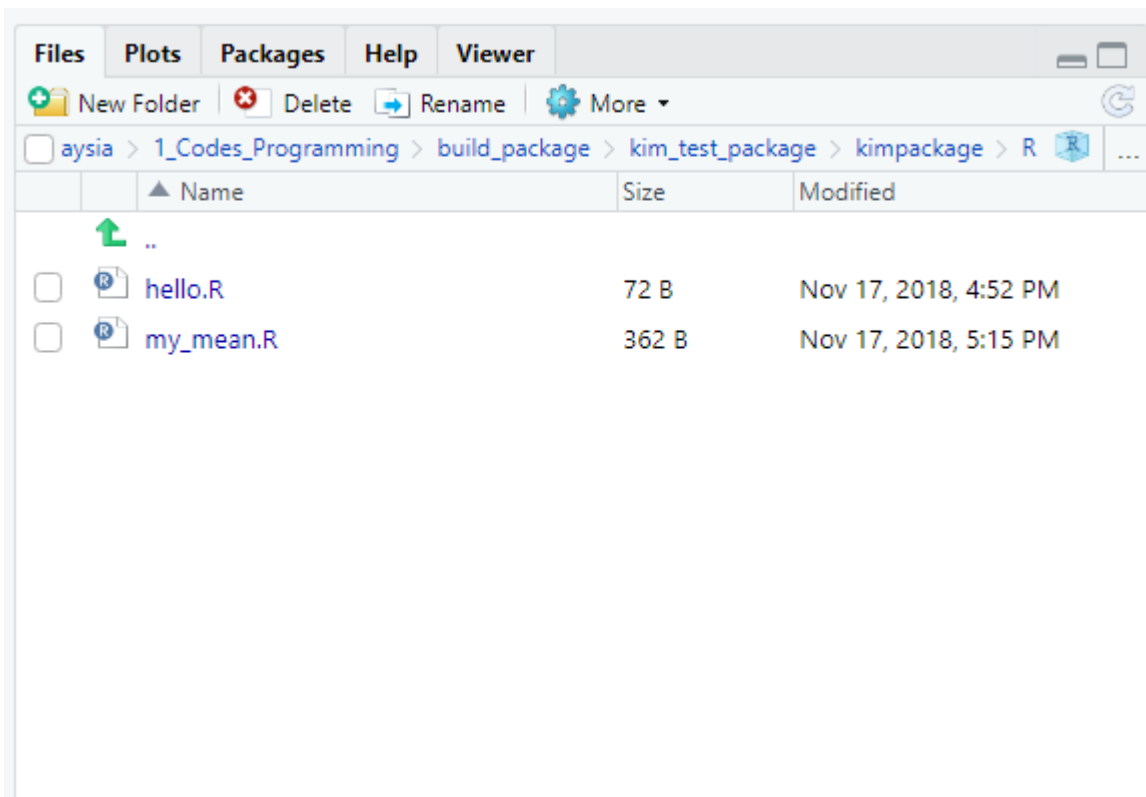 Files Plots Packages Help Viewer
New Folder Delete Rename More
aysia > 1_Codes_Programming > build_package > kim_test_package > kimpackage > R R ...
Name Size Modified
..
R hello.R 72 B Nov 17, 2018, 4:52 PM
R my_mean.R 362 B Nov 17, 2018, 5:15 PM